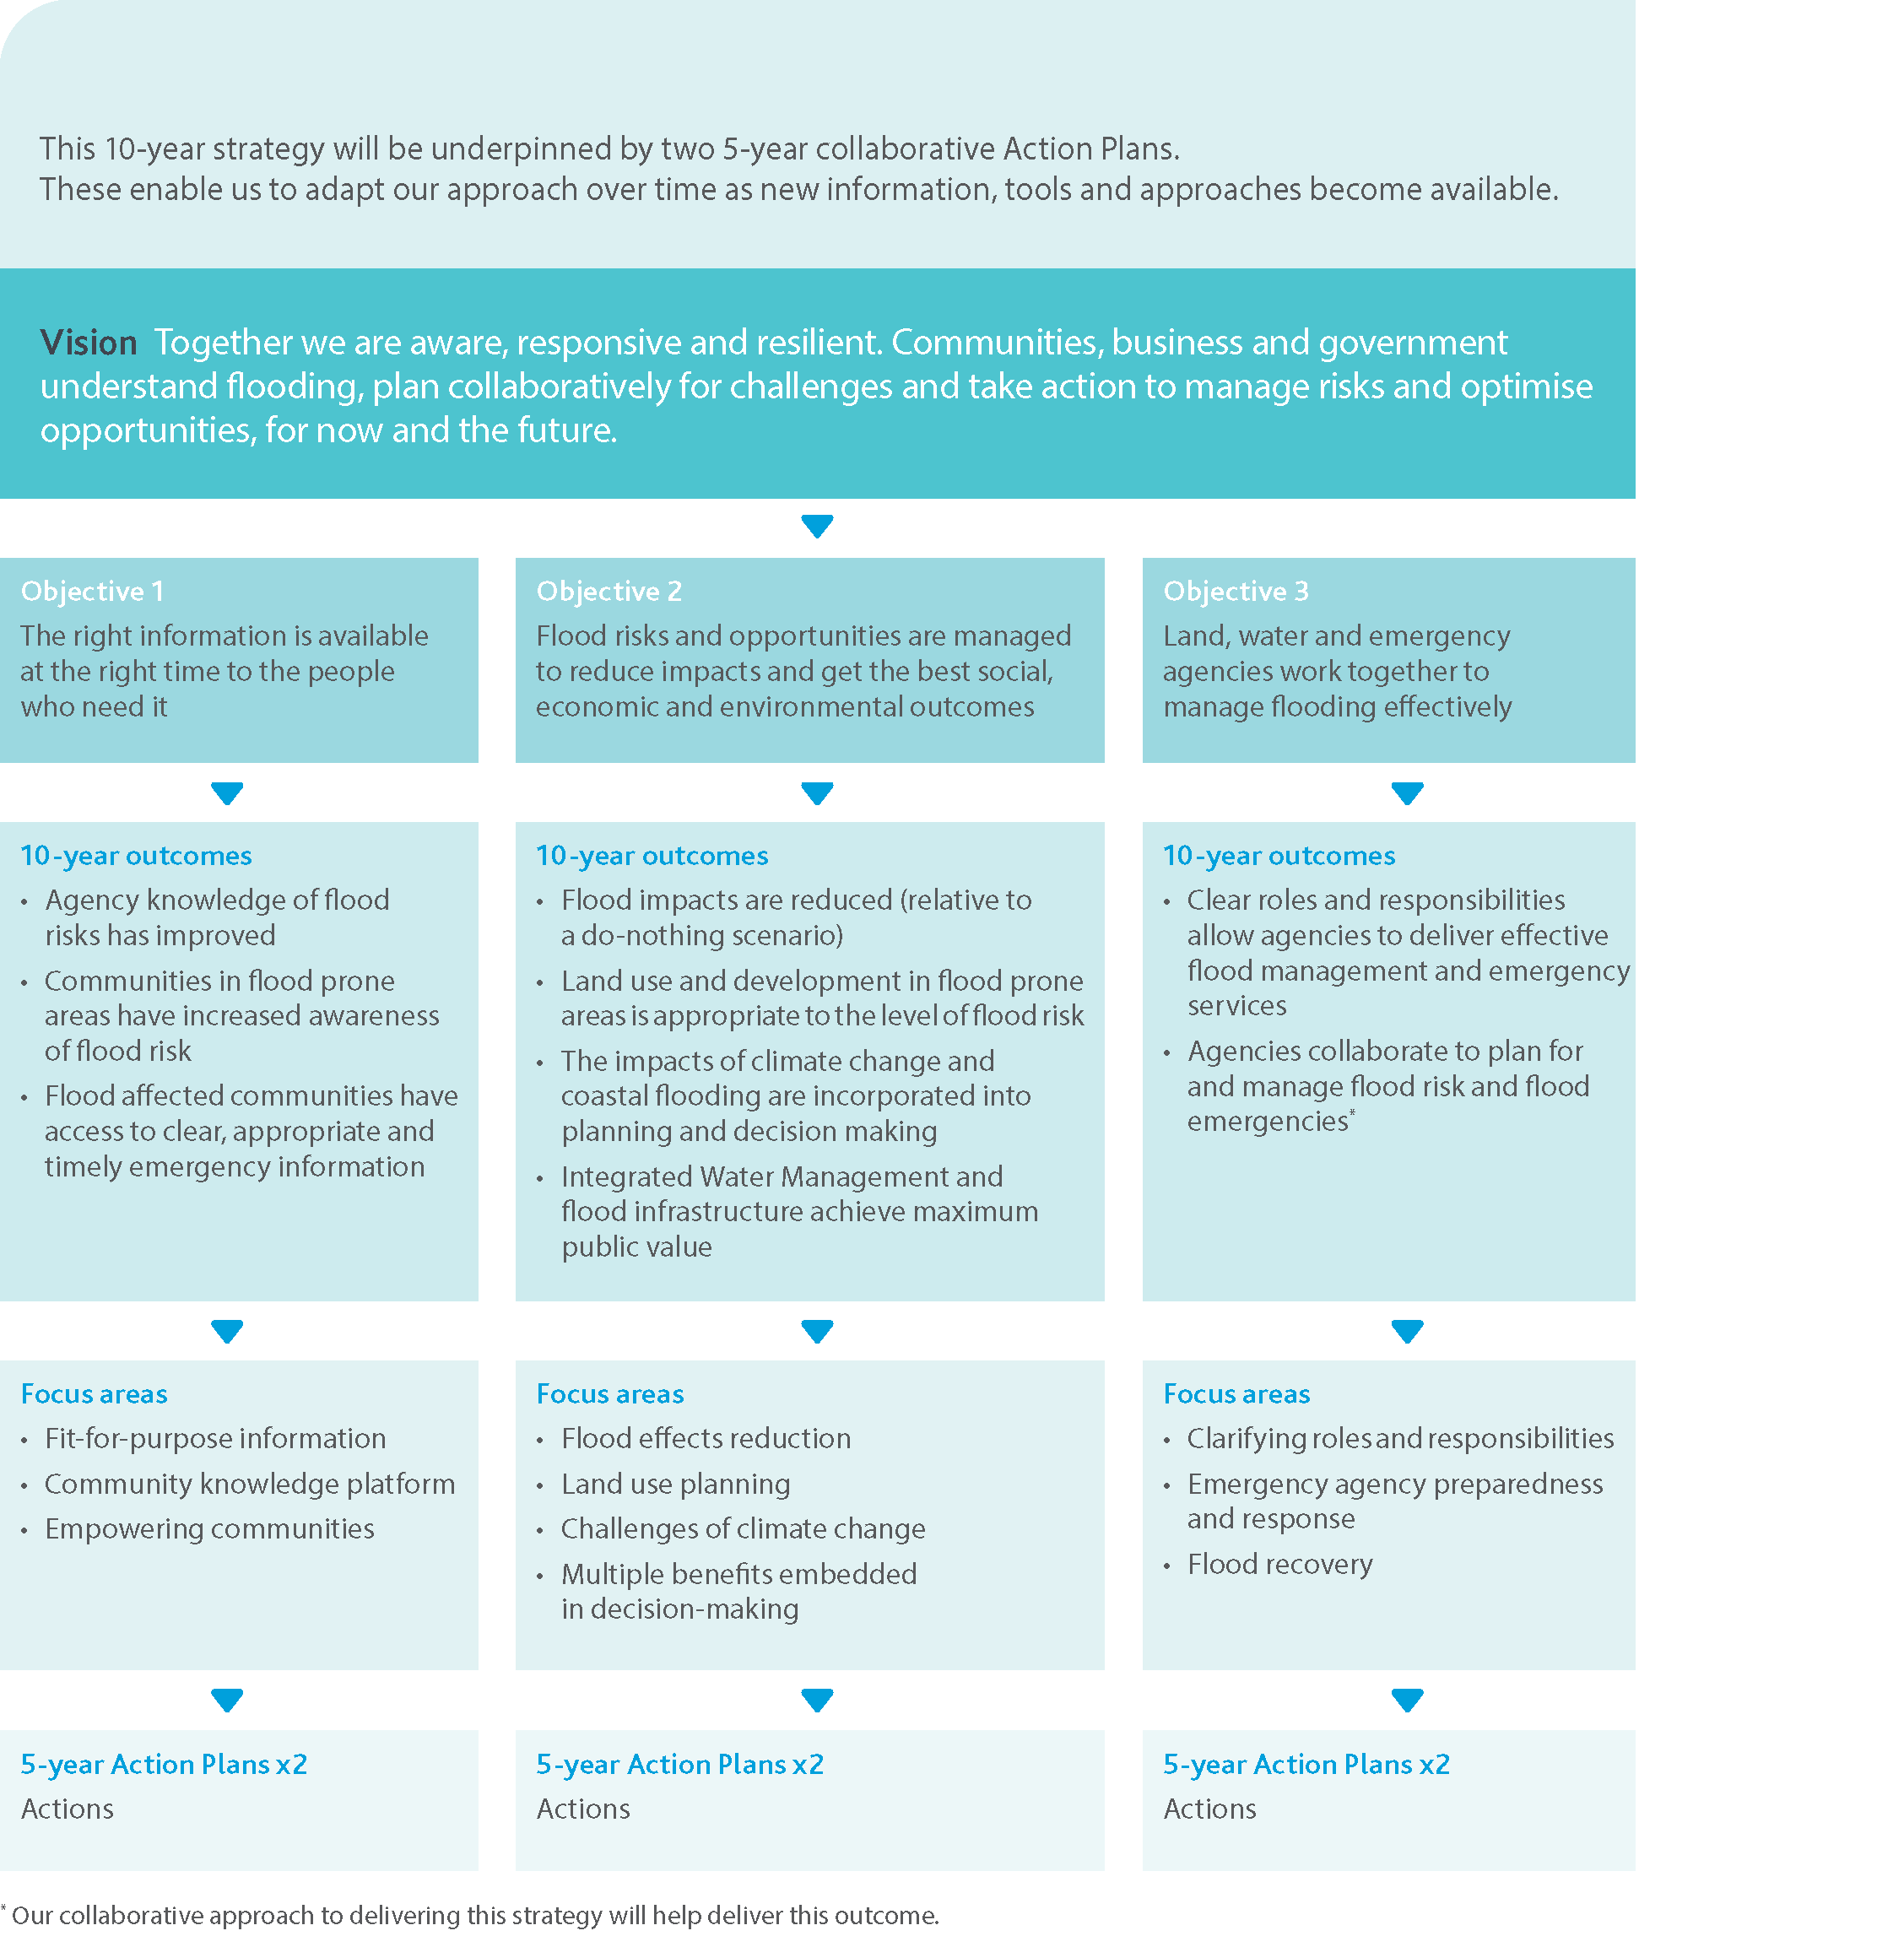 This 10-year strategy will be underpinned by two 5-year collaborative Action Plans.
These enable us to adapt our approach over time as new information, tools and approaches become available.
Vision Together we are aware, responsive and resilient. Communities, business and government
understand flooding, plan collaboratively for challenges and take action to manage risks and optimise
opportunities, for now and the future.
Objective 1
The right information is available
at the right time to the people
who need it
Objective 2
Flood risks and opportunities are managed
to reduce impacts and get the best social,
economic and environmental outcomes
Objective 3
Land, water and emergency
agencies work together to
manage flooding effectively
10-year outcomes
• Agency knowledge of flood
risks has improved
• Communities in flood prone
areas have increased awareness
of flood risk
• Flood affected communities have
access to clear, appropriate and
timely emergency information
10-year outcomes
• Flood impacts are reduced (relative to
a do-nothing scenario)
• Land use and development in flood prone
areas is appropriate to the level of flood risk
• The impacts of climate change and
coastal flooding are incorporated into
planning and decision making
• Integrated Water Management and
flood infrastructure achieve maximum
public value
10-year outcomes
• Clear roles and responsibilities
allow agencies to deliver effective
flood management and emergency
services
• Agencies collaborate to plan for
and manage flood risk and flood
emergencies*
Focus areas
• Fit-for-purpose information
• Community knowledge platform
• Empowering communities
Focus areas
• Flood effects reduction
• Land use planning
• Challenges of climate change
• Multiple benefits embedded
in decision-making
Focus areas
• Clarifying roles and responsibilities
• Emergency agency preparedness
and response
• Flood recovery
5-year Action Plans x2
Actions
5-year Action Plans x2
Actions
5-year Action Plans x2
Actions
* Our collaborative approach to delivering this strategy will help deliver this outcome.